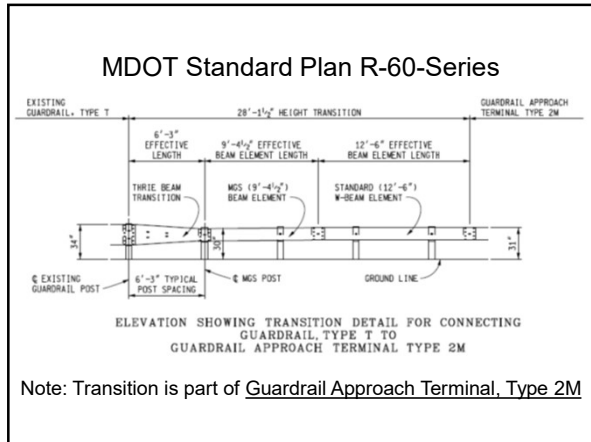 MDOT Standard Plan R-60-Series
EXISTING
GUARDRAIL, TYPE T
28'-1½" HEIGHT TRANSITION
GUARDRAIL APPROACH
TERMINAL TYPE 2M
6'-3"
EFFECTIVE
LENGTH
9'-4½" EFFECTIVE
BEAM ELEMENT LENGTH
12'-6" EFFECTIVE
BEAM ELEMENT LENGTH
THRIE BEAM
TRANSITION
MGS (9'-4½")
BEAM ELEMENT
STANDARD (12'-6")
W-BEAM ELEMENT
34"
30"
31"
℄ EXISTING
GUARDRAIL POST
6'-3" TYPICAL
POST SPACING
℄ MGS POST
GROUND LINE
ELEVATION SHOWING TRANSITION DETAIL FOR CONNECTING
GUARDRAIL, TYPE T TO
GUARDRAIL APPROACH TERMINAL TYPE 2M
Note: Transition is part of Guardrail Approach Terminal, Type 2M